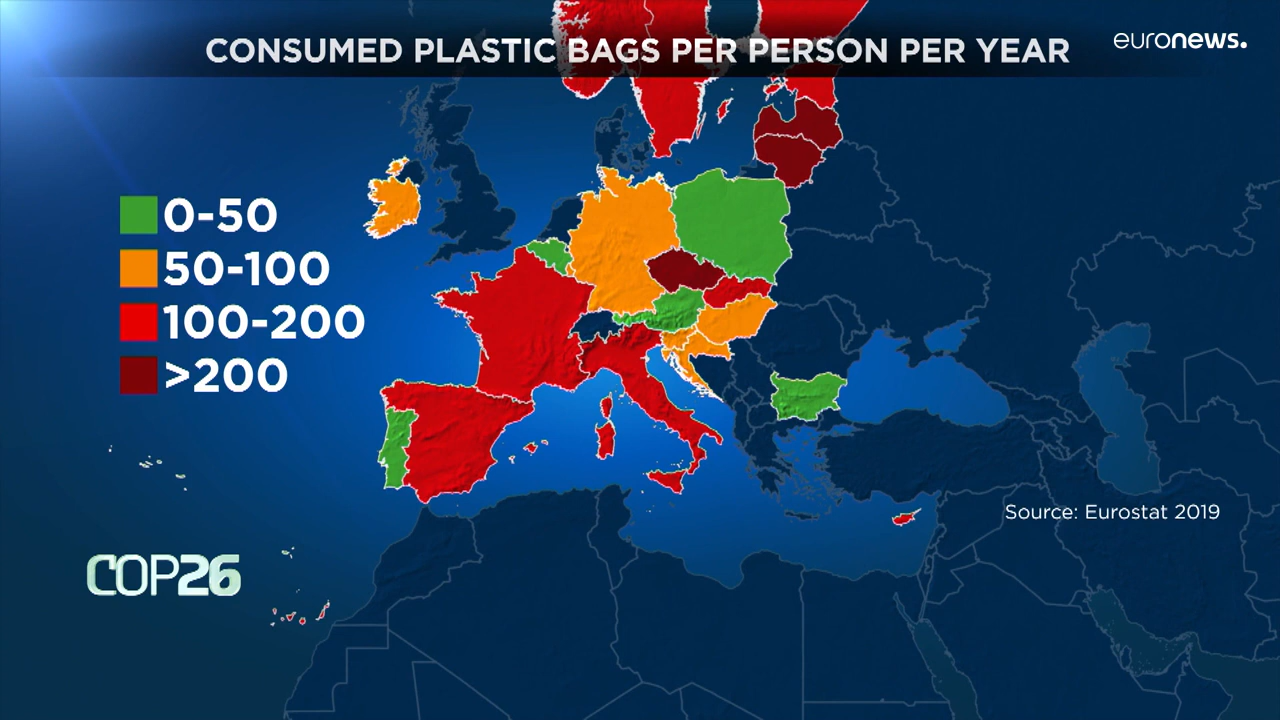 CONSUMED PLASTIC BAGS PER PERSON PER YEAR
euronews.
0-50
50-100
100-200
>200
Source: Eurostat 2019
COP26